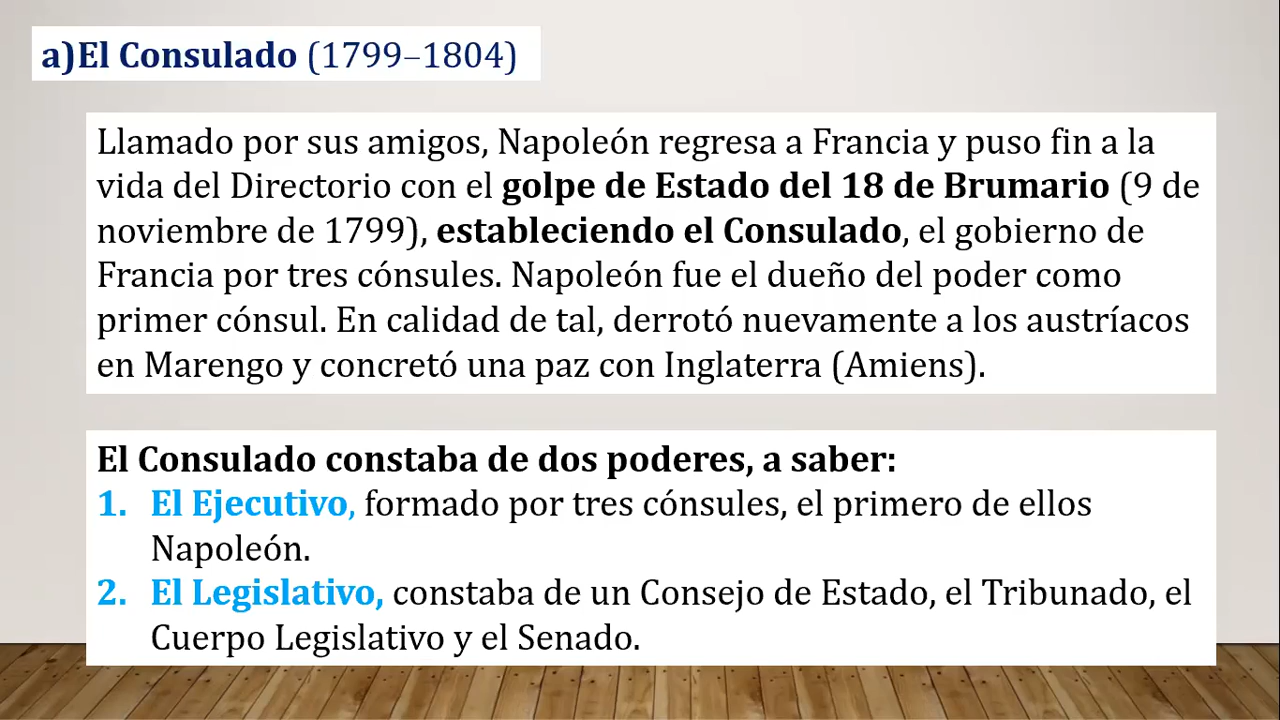 a)El Consulado (1799–1804)
Llamado por sus amigos, Napoleón regresa a Francia y puso fin a la
vida del Directorio con el golpe de Estado del 18 de Brumario (9 de
noviembre de 1799), estableciendo el Consulado, el gobierno de
Francia por tres cónsules. Napoleón fue el dueño del poder como
primer cónsul. En calidad de tal, derrotó nuevamente a los austríacos
en Marengo y concretó una paz con Inglaterra (Amiens).
El Consulado constaba de dos poderes, a saber:
1. El Ejecutivo, formado por tres cónsules, el primero de ellos
Napoleón.
2. El Legislativo, constaba de un Consejo de Estado, el Tribunado, el
Cuerpo Legislativo y el Senado.